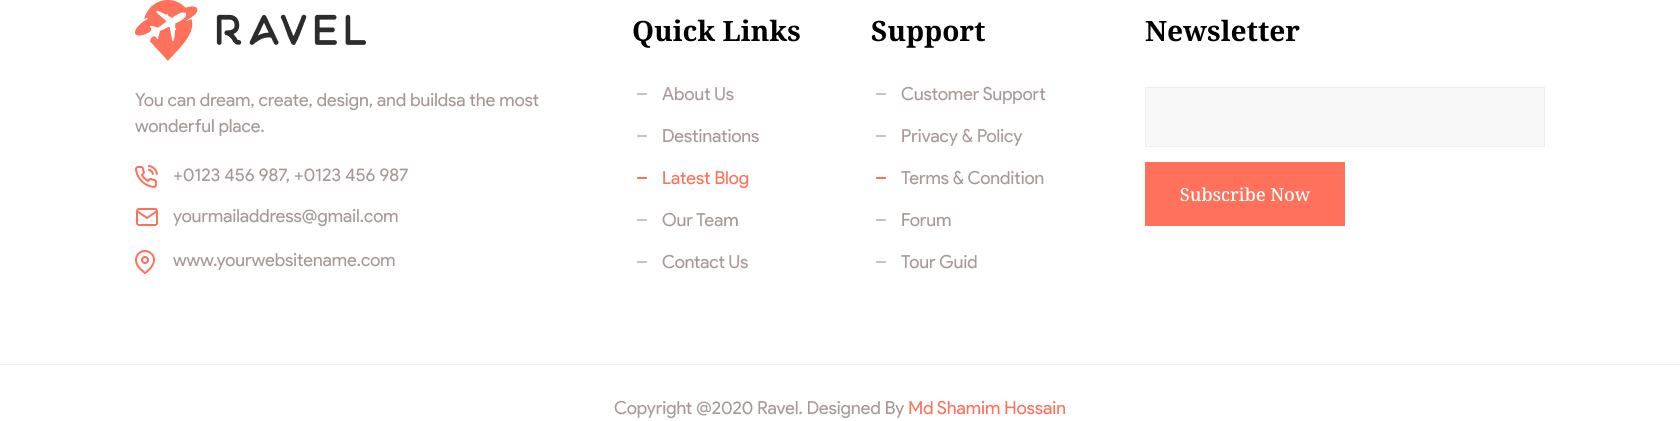 RAVEL
You can dream, create, design, and buildsa the most
wonderful place.
+0123 456 987, +0123 456 987
yourmailaddress@gmail.com
www.yourwebsitename.com
Quick Links
About Us
Destinations
Latest Blog
Our Team
Contact Us
Support
Customer Support
Privacy & Policy
Terms & Condition
Forum
Tour Guid
Newsletter
Subscribe Now
Copyright @2020 Ravel. Designed By Md Shamim Hossain